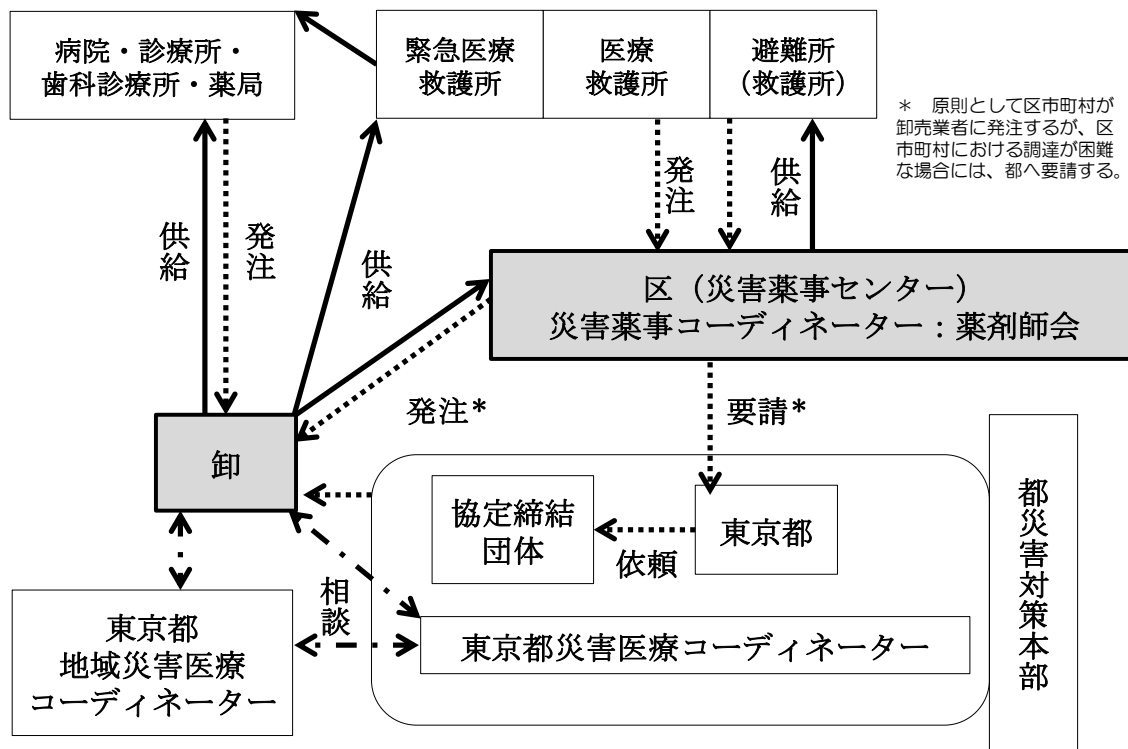 病院・診療所・
歯科診療所・薬局
緊急医療
救護所
医療
救護所
避難所
（救護所）
＊　原則として区市町村が
卸売業者に発注するが、区
市町村における調達が困難
な場合には、都へ要請する。
供給
発注
供給
発注
供給
区（災害薬事センター）
災害薬事コーディネーター：薬剤師会
発注*
要請*
卸
協定締結
団体
依頼
東京都
都災害対策本部
相談
東京都
地域災害医療
コーディネーター
東京都災害医療コーディネーター